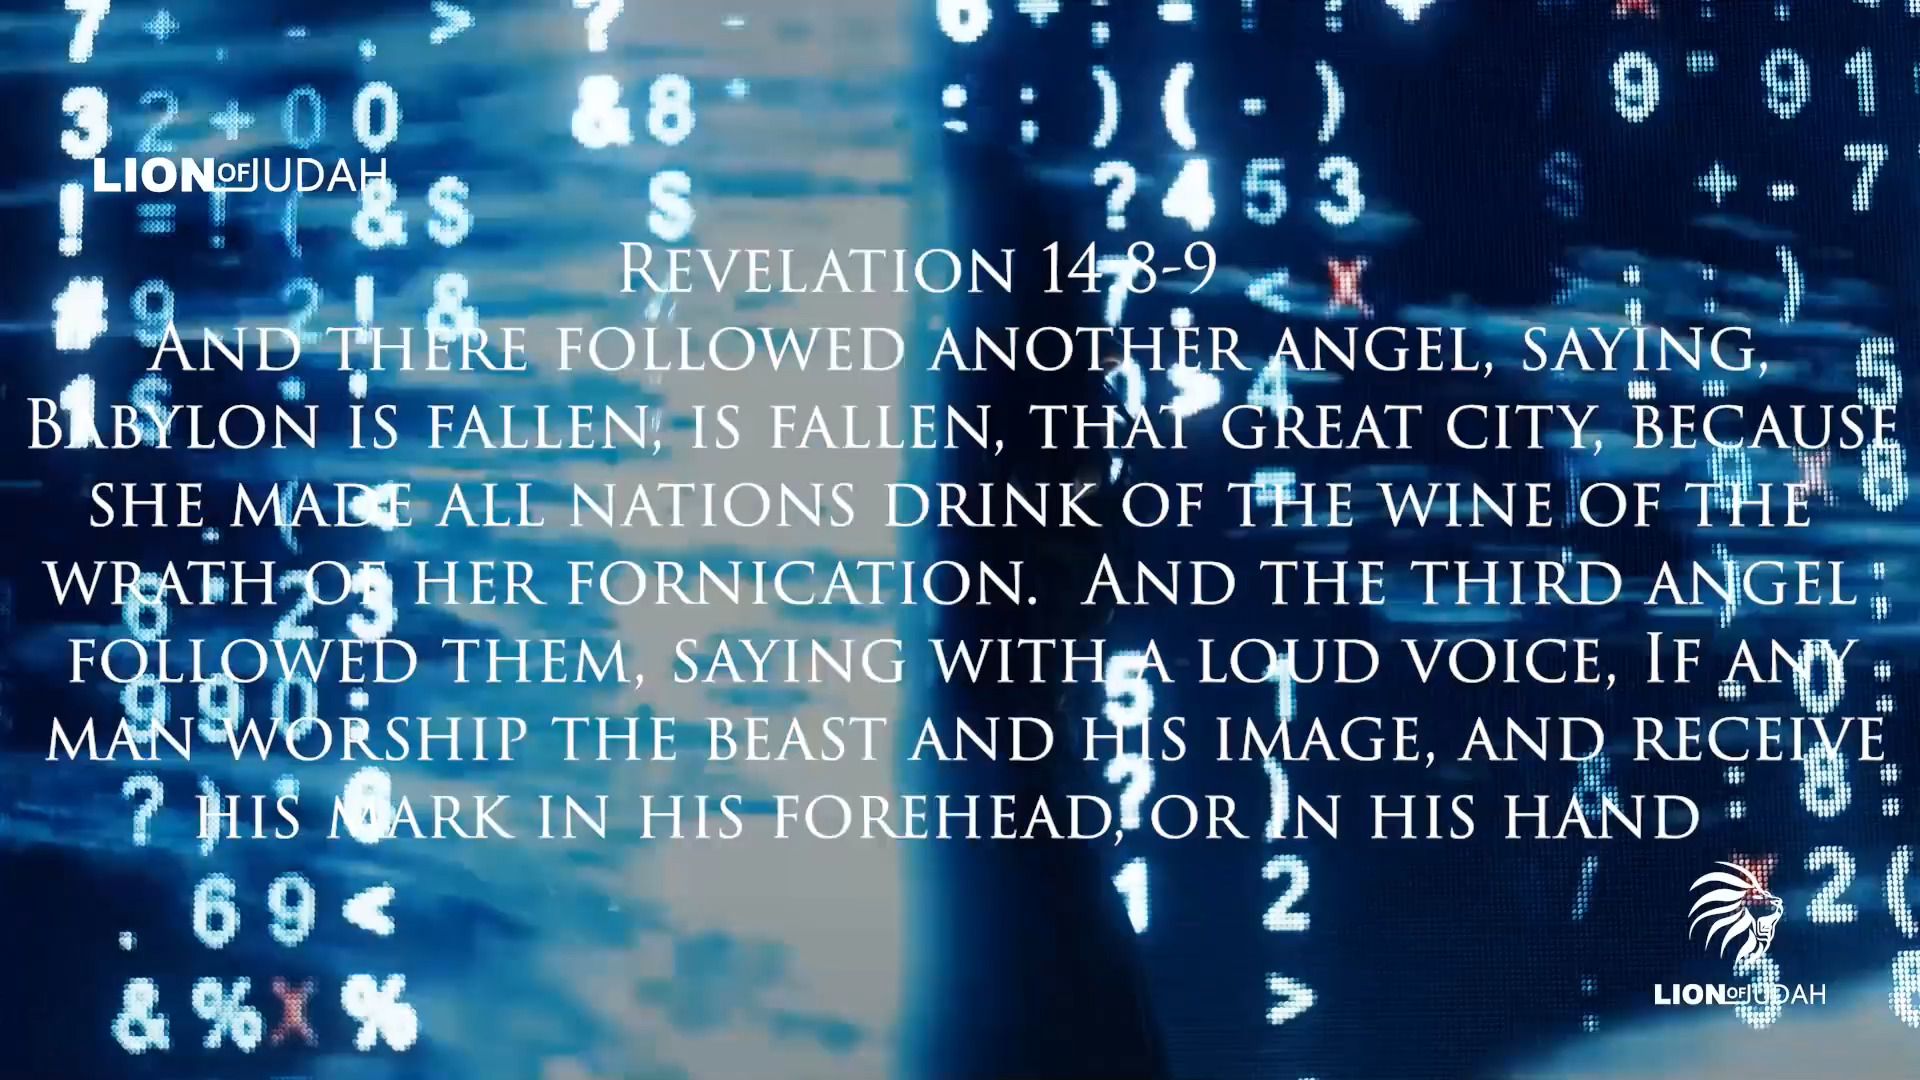 LION OF JUDAH
REVELATION 14:8-9
AND THERE FOLLOWED ANOTHER ANGEL, SAYING,
BABYLON IS FALLEN, IS FALLEN, THAT GREAT CITY, BECAUSE
SHE MADE ALL NATIONS DRINK OF THE WINE OF THE
WRATH OF HER FORNICATION. AND THE THIRD ANGEL
FOLLOWED THEM, SAYING WITH A LOUD VOICE, IF ANY
MAN WORSHIP THE BEAST AND HIS IMAGE, AND RECEIVE
HIS MARK IN HIS FOREHEAD, OR IN HIS HAND
LION OF JUDAH